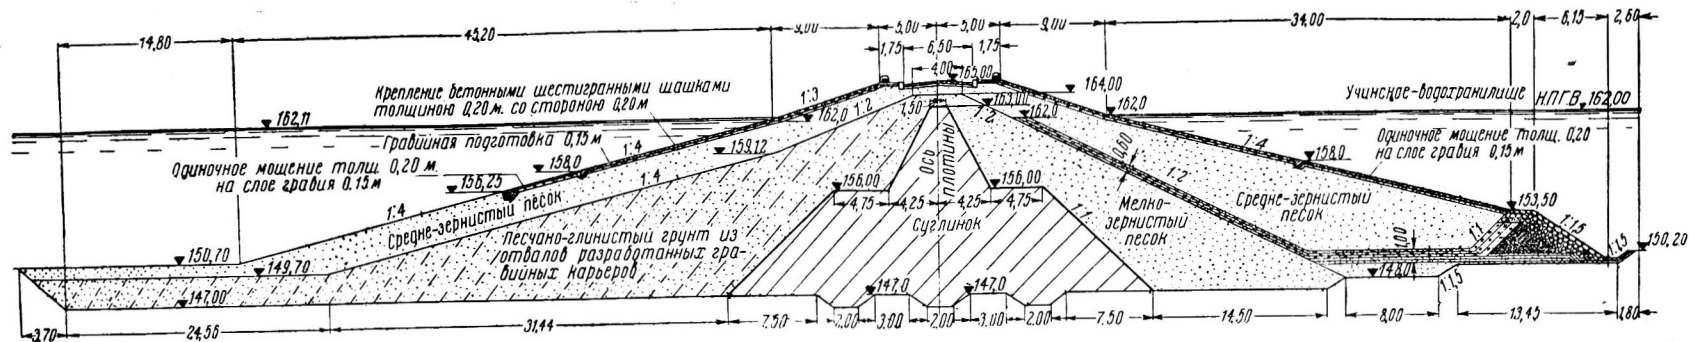 14,80 45,20 9,00 5,00 5,00 9,00 34,00 2,0 6,15 2,60
1,75 6,50 1,75
4,00 165,00
Крепление бетонными шестигранными шашками
толщиною 0,20 м. со стороною 0,20 м
1:3
1:2
164,00
162,0
Учинское-водохранилище НПГВ 162,00
162,11
1,50 163,00
162,0
162,0
1:2
Гравийная подготовка 0,15 м
1:4
159,12
158,0
Одиночное мощение толщ. 0,20 м.
на слое гравия 0.15 м
156,25
1:4
0,60
1:4
158,0
Одиночное мощение толщ. 0,20
на слое гравия 0,15 м
Ось
плотины
156,00 156,00
4,75 4,25 4,25 4,75
1:2
153,50
1:4
Средне-зернистый песок
Суглинок
1:1
Мелко-
зернистый
песок
Средне-зернистый
песок
1:1
1:1,5
Песчано-глинистый грунт из
отвалов разработанных гра-
вийных карьеров
150,70
149,70
147,00
147,0 147,0
1,00
148,0
1:1,5
1:1,5
150,20
3,70 24,56 31,44 7,50 2,00 3,00 2,00 3,00 2,00 7,50 14,50 8,00 13,45 1,80